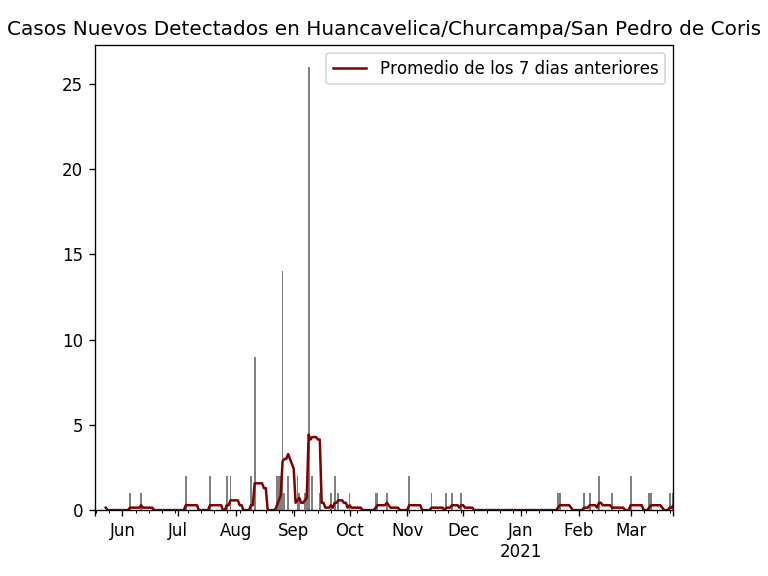 Casos Nuevos Detectados en Huancavelica/Churcampa/San Pedro de Coris
Promedio de los 7 dias anteriores
25
20
15
10
5
0
Jun Jul Aug Sep Oct Nov Dec Jan Feb Mar
2021